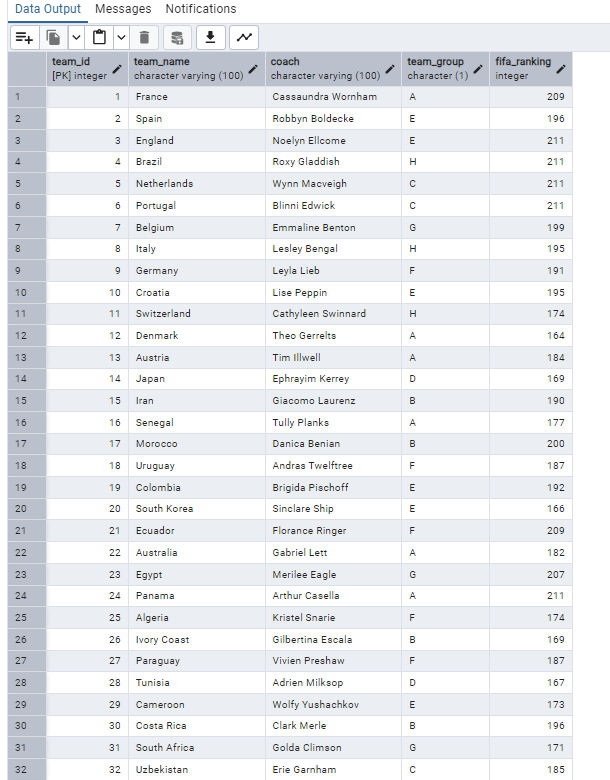 Data Output Messages Notifications
team_id team_name coach team_group fifa_ranking
[PK] integer character varying (100) character varying (100) character (1) integer
1 1 France Cassaundra Wornham A 209
2 2 Spain Robbyn Boldecke E 196
3 3 England Noelyn Ellcome E 211
4 4 Brazil Roxy Gladdish H 211
5 5 Netherlands Wynn Macveigh C 211
6 6 Portugal Blinni Edwick C 211
7 7 Belgium Emmaline Benton G 199
8 8 Italy Lesley Bengal H 195
9 9 Germany Leyla Lieb F 191
10 10 Croatia Lise Peppin E 195
11 11 Switzerland Cathyleen Swinnard H 174
12 12 Denmark Theo Gerrelts A 164
13 13 Austria Tim Illwell A 184
14 14 Japan Ephrayim Kerrey D 169
15 15 Iran Giacomo Laurenz B 190
16 16 Senegal Tully Planks A 177
17 17 Morocco Danica Benian B 200
18 18 Uruguay Andras Twelftree F 187
19 19 Colombia Brigida Pischoff E 192
20 20 South Korea Sinclare Ship E 166
21 21 Ecuador Florance Ringer F 209
22 22 Australia Gabriel Lett A 182
23 23 Egypt Merilee Eagle G 207
24 24 Panama Arthur Casella A 211
25 25 Algeria Kristel Snarie F 174
26 26 Ivory Coast Gilbertina Escala B 169
27 27 Paraguay Vivien Preshaw F 187
28 28 Tunisia Adrien Milksop D 167
29 29 Cameroon Wolfy Yushachkov E 173
30 30 Costa Rica Clark Merle B 196
31 31 South Africa Golda Climson G 171
32 32 Uzbekistan Erie Garnham C 185